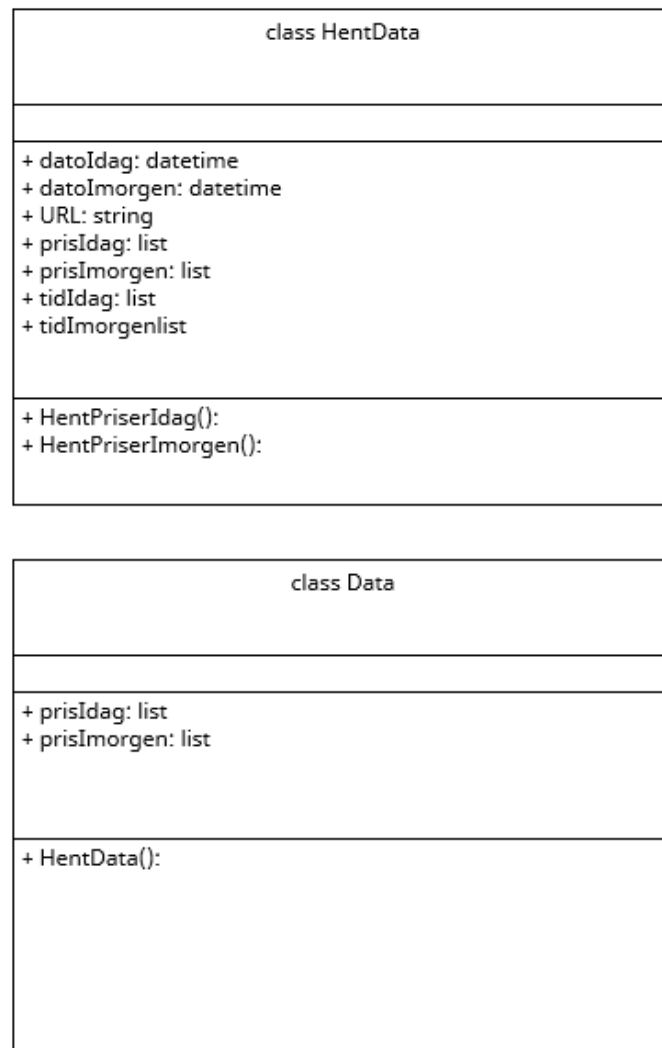 class HentData
+ datoIdag: datetime
+ datoImorgen: datetime
+ URL: string
+ prisIdag: list
+ prisImorgen: list
+ tidIdag: list
+ tidImorgenlist
+ HentPriserIdag():
+ HentPriserImorgen():
class Data
+ prisIdag: list
+ prisImorgen: list
+ HentData():